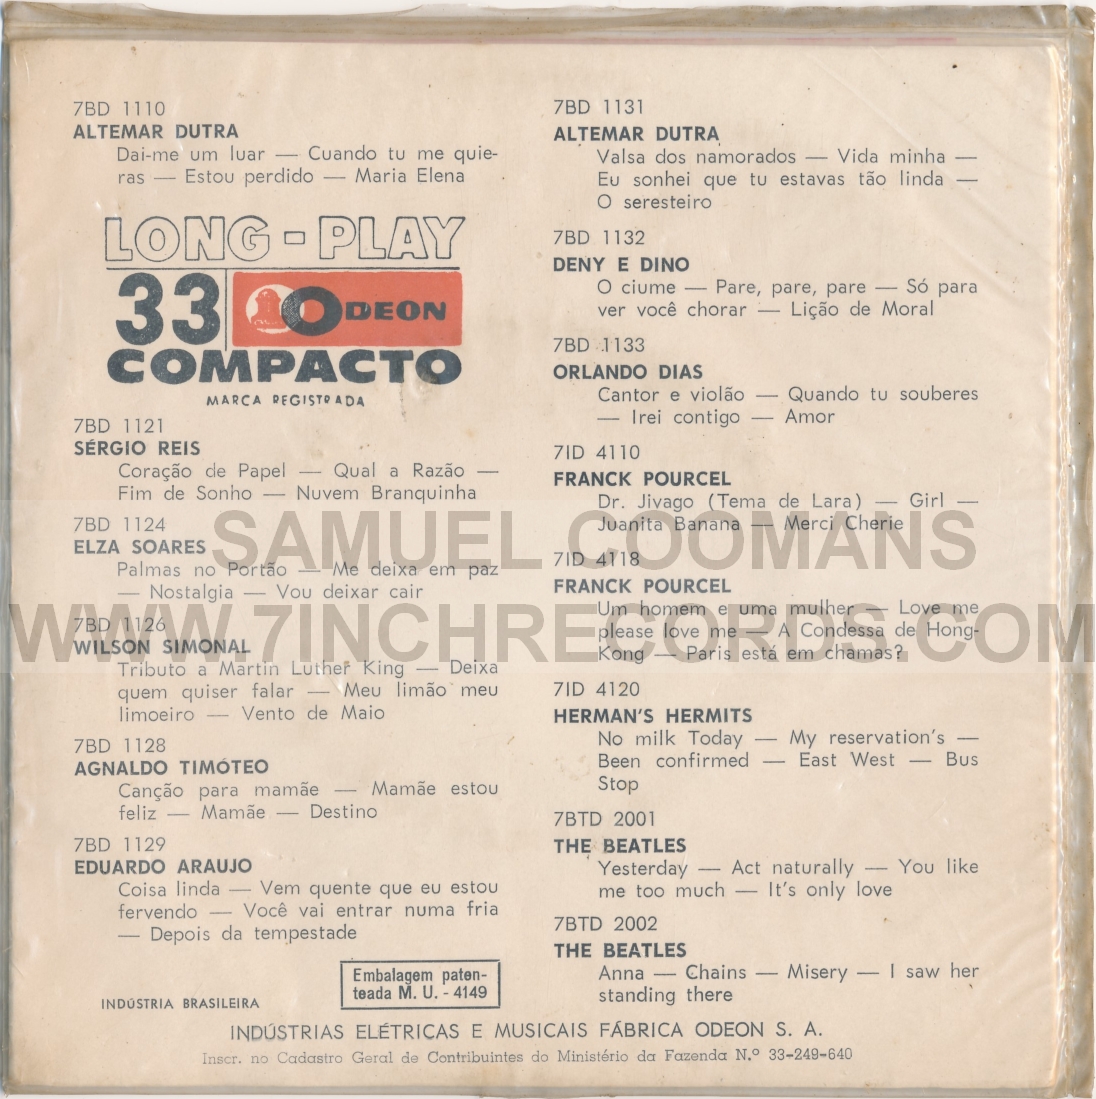 7BD 1110
ALTEMAR DUTRA
Dai-me um luar — Cuando tu me quie-
ras — Estou perdido — Maria Elena
LONG-PLAY
33 ODEON
COMPACTO
MARCA REGISTRADA
7BD 1121
SÉRGIO REIS
Coração de Papel — Qual a Razão —
Fim de Sonho — Nuvem Branquinha
7BD 1124
ELZA SOARES
Palmas no Portão — Me deixa em paz
— Nostalgia — Vou deixar cair
7BD 1126
WILSON SIMONAL
Tributo a Martin Luther King — Deixa
quem quiser falar — Meu limão meu
limoeiro — Vento de Maio
7BD 1128
AGNALDO TIMÓTEO
Canção para mamãe — Mamãe estou
feliz — Mamãe — Destino
7BD 1129
EDUARDO ARAUJO
Coisa linda — Vem quente que eu estou
fervendo — Você vai entrar numa fria
— Depois da tempestade
7BD 1131
ALTEMAR DUTRA
Valsa dos namorados — Vida minha —
Eu sonhei que tu estavas tão linda —
O seresteiro
7BD 1132
DENY E DINO
O ciume — Pare, pare, pare — Só para
ver você chorar — Lição de Moral
7BD 1133
ORLANDO DIAS
Cantor e violão — Quando tu souberes
— Irei contigo — Amor
7ID 4110
FRANCK POURCEL
Dr. Jivago (Tema de Lara) — Girl —
Juanita Banana — Merci Cherie
7ID 4118
FRANCK POURCEL
Um homem e uma mulher — Love me
please love me — A Condessa de Hong-
Kong — Paris está em chamas?
7ID 4120
HERMAN'S HERMITS
No milk Today — My reservation's —
Been confirmed — East West — Bus
Stop
7BTD 2001
THE BEATLES
Yesterday — Act naturally — You like
me too much — It's only love
7BTD 2002
THE BEATLES
Anna — Chains — Misery — I saw her
standing there
Embalagem paten-
teada M. U. - 4149
INDÚSTRIA BRASILEIRA
INDÚSTRIAS ELÉTRICAS E MUSICAIS FÁBRICA ODEON S. A.
Inscr. no Cadastro Geral de Contribuintes do Ministério da Fazenda N.º 33-249-640
SAMUEL COOMANS
WWW.7INCHRECORDS.COM